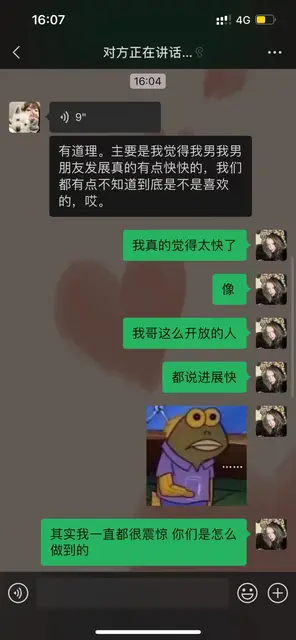 16:07
4G
对方正在讲话...
16:04
9"
有道理。主要是我觉得我男我男
朋友发展真的有点快快的，我们
都有点不知道到底是不是喜欢
的，哎。
我真的觉得太快了
像
我哥这么开放的人
都说进展快
......
其实我一直都很震惊 你们是怎么
做到的